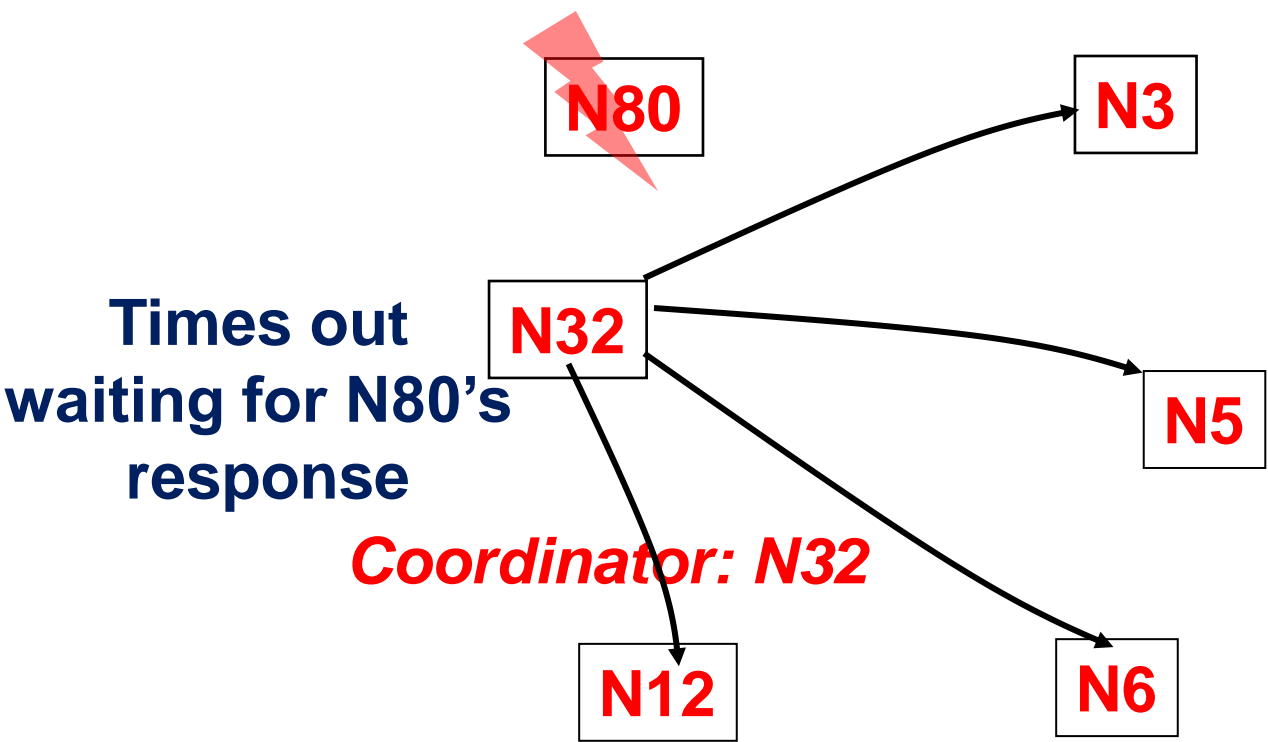 N80
N3
N32
Times out
waiting for N80’s
response
N5
Coordinator: N32
N12
N6